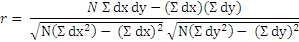 r = N Σ dx dy − (Σ dx)(Σ dy) / √N(Σ dx²) − (Σ dx)² √N(Σ dy²) − (Σ dy)²